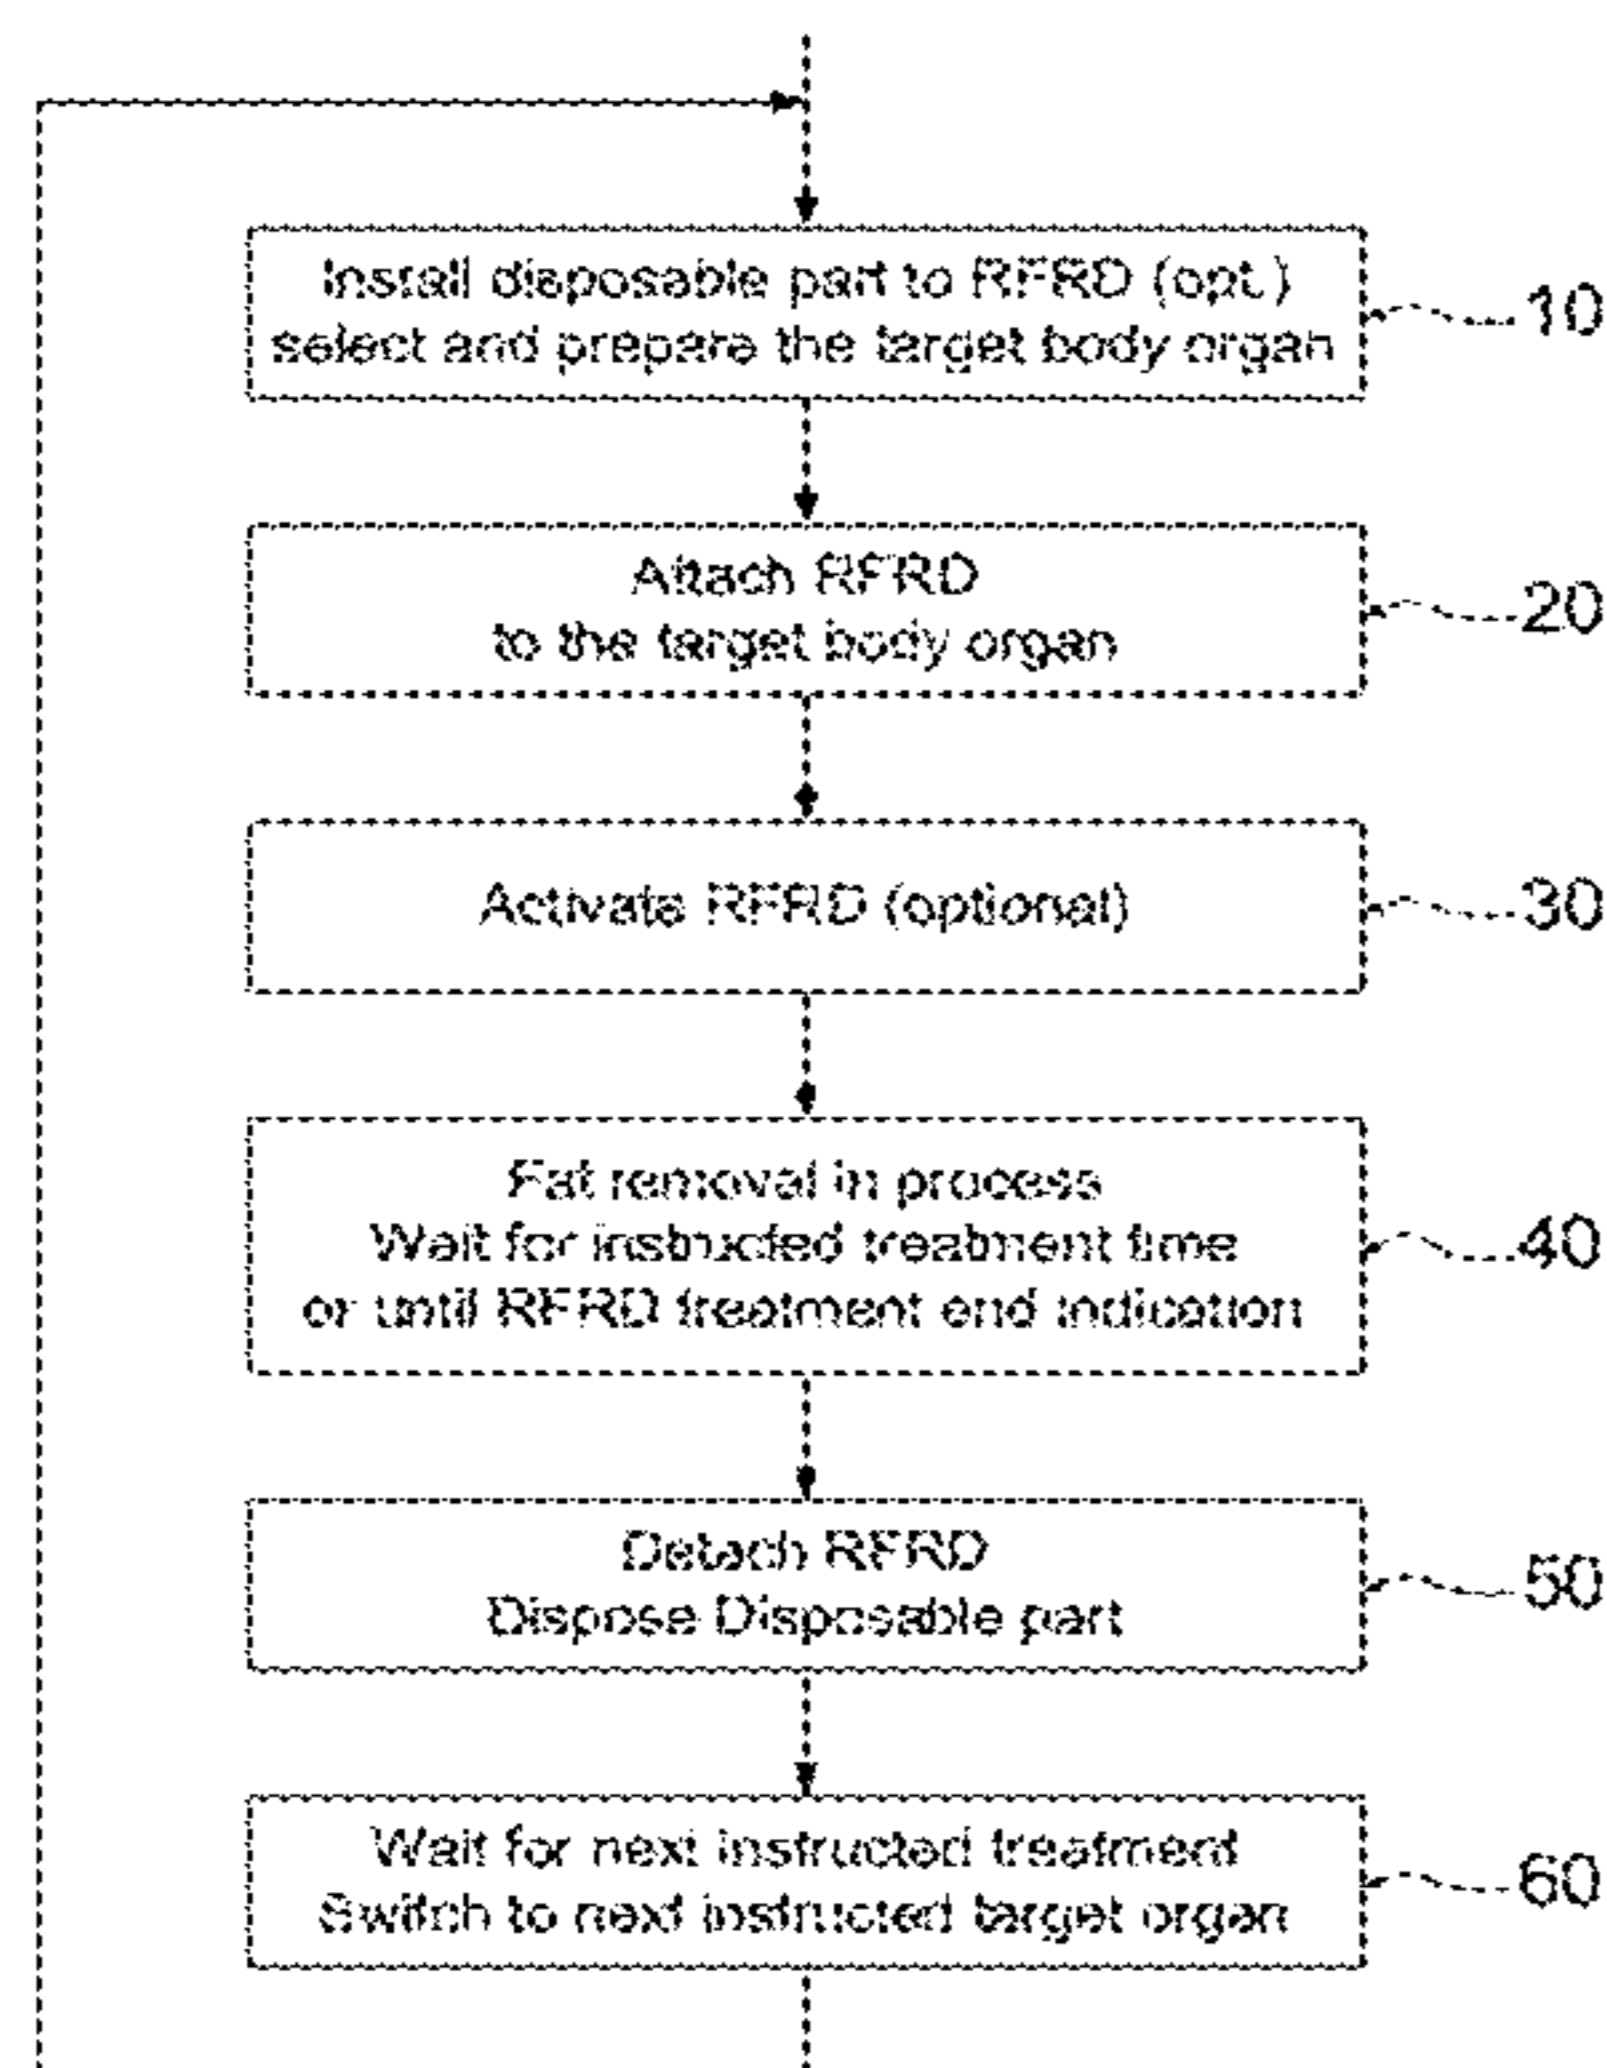 Install disposable part to RFRD (opt.)
select and prepare the target body organ
10
Attach RFRD
to the target body organ
20
Activate RFRD (optional)
30
Fat removal in process
Wait for instructed treatment time
or until RFRD treatment end indication
40
Detach RFRD
Dispose Disposable part
50
Wait for next instructed treatment
Switch to next instructed target organ
60